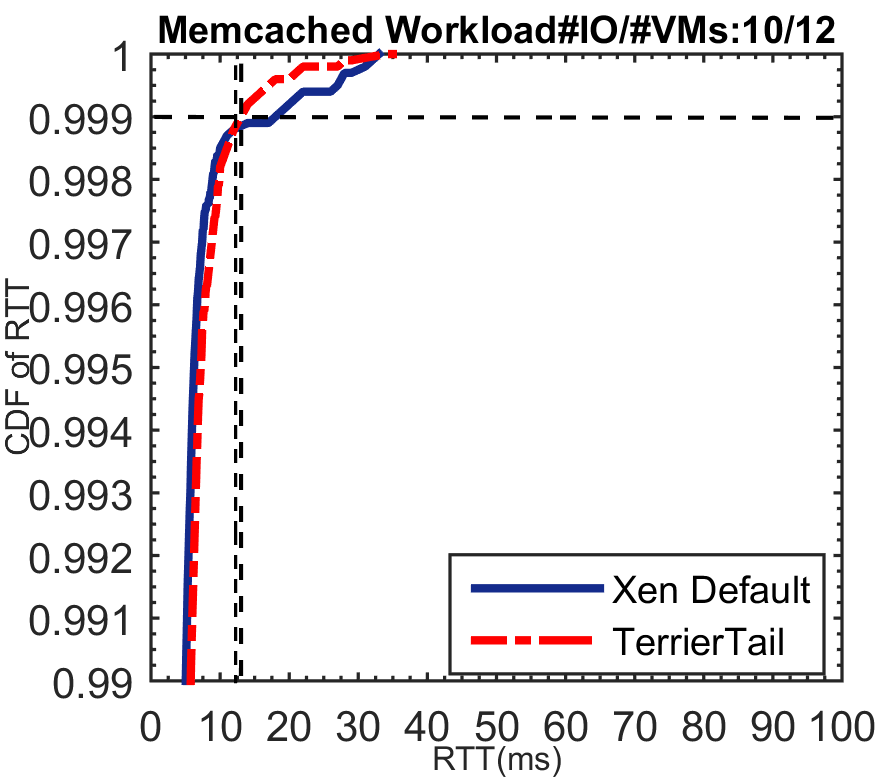 Memcached Workload#IO/#VMs:10/12
1
0.999
0.998
0.997
0.996
0.995
0.994
0.993
0.992
0.991
0.99
CDF of RTT
Xen Default
TerrierTail
0 10 20 30 40 50 60 70 80 90 100
RTT(ms)